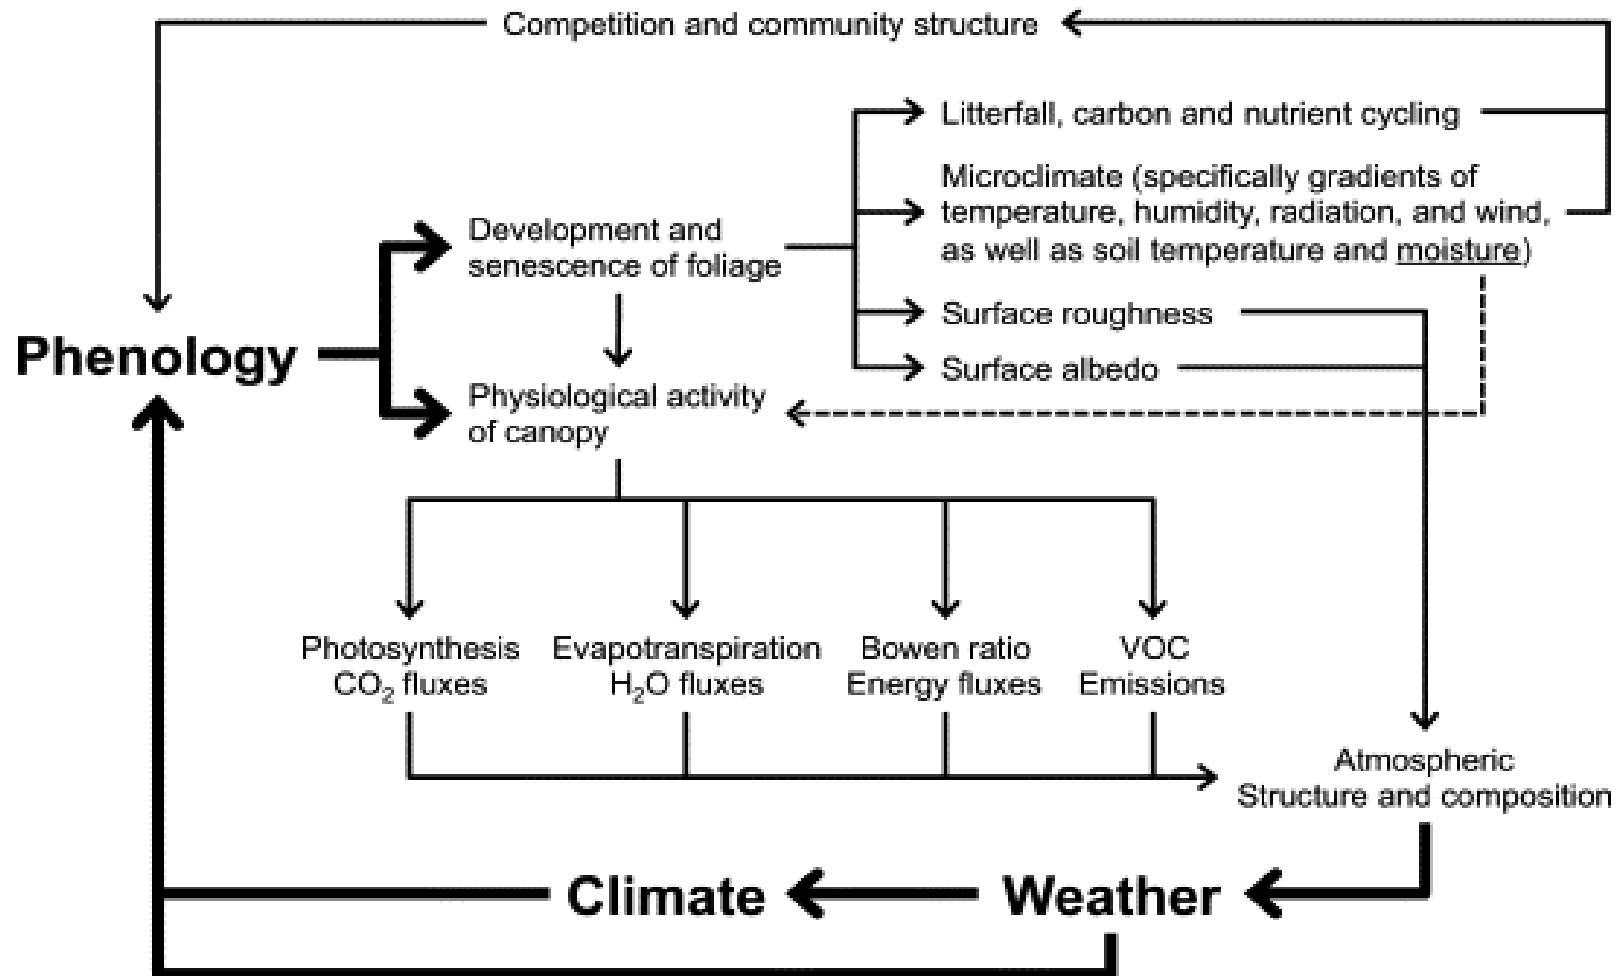 Competition and community structure
Litterfall, carbon and nutrient cycling
Microclimate (specifically gradients of
temperature, humidity, radiation, and wind,
as well as soil temperature and moisture)
Development and
senescence of foliage
Surface roughness
Phenology
Surface albedo
Physiological activity
of canopy
Photosynthesis
CO₂ fluxes
Evapotranspiration
H₂O fluxes
Bowen ratio
Energy fluxes
VOC
Emissions
Atmospheric
Structure and composition
Climate
Weather